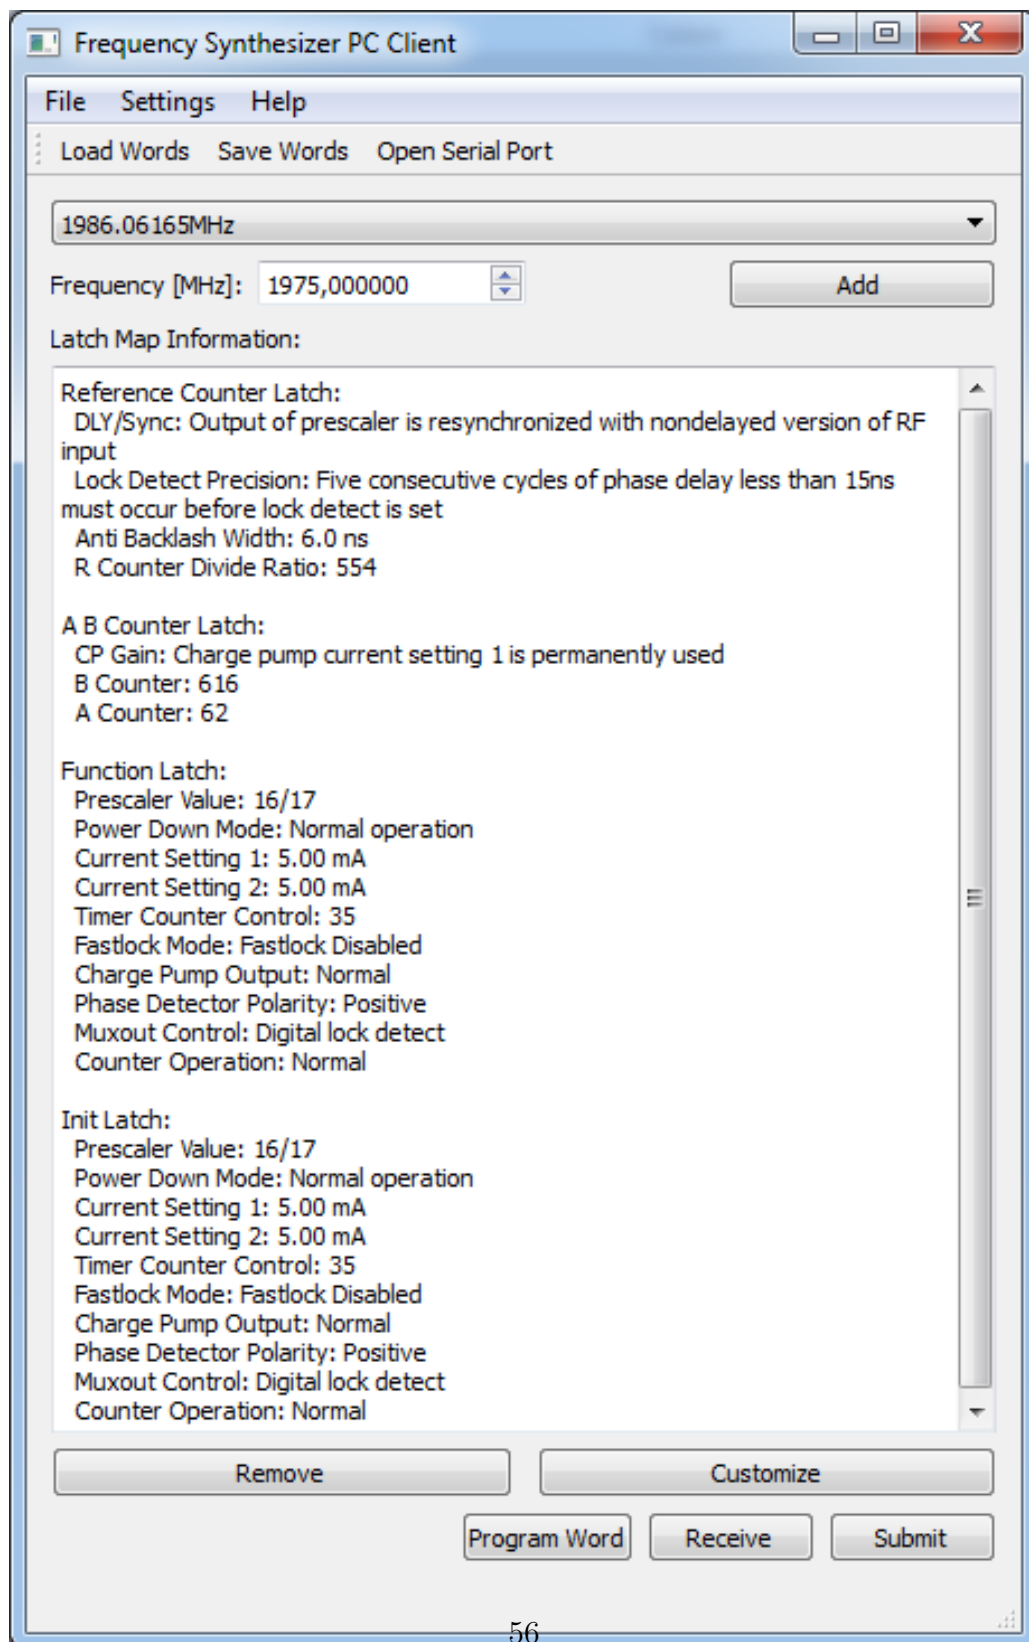 Frequency Synthesizer PC Client
File Settings Help
Load Words Save Words Open Serial Port
1986.06165MHz
Frequency [MHz]: 1975,000000 Add
Latch Map Information:
Reference Counter Latch:
DLY/Sync: Output of prescaler is resynchronized with nondelayed version of RF
input
Lock Detect Precision: Five consecutive cycles of phase delay less than 15ns
must occur before lock detect is set
Anti Backlash Width: 6.0 ns
R Counter Divide Ratio: 554
A B Counter Latch:
CP Gain: Charge pump current setting 1 is permanently used
B Counter: 616
A Counter: 62
Function Latch:
Prescaler Value: 16/17
Power Down Mode: Normal operation
Current Setting 1: 5.00 mA
Current Setting 2: 5.00 mA
Timer Counter Control: 35
Fastlock Mode: Fastlock Disabled
Charge Pump Output: Normal
Phase Detector Polarity: Positive
Muxout Control: Digital lock detect
Counter Operation: Normal
Init Latch:
Prescaler Value: 16/17
Power Down Mode: Normal operation
Current Setting 1: 5.00 mA
Current Setting 2: 5.00 mA
Timer Counter Control: 35
Fastlock Mode: Fastlock Disabled
Charge Pump Output: Normal
Phase Detector Polarity: Positive
Muxout Control: Digital lock detect
Counter Operation: Normal
Remove Customize
Program Word Receive Submit
56